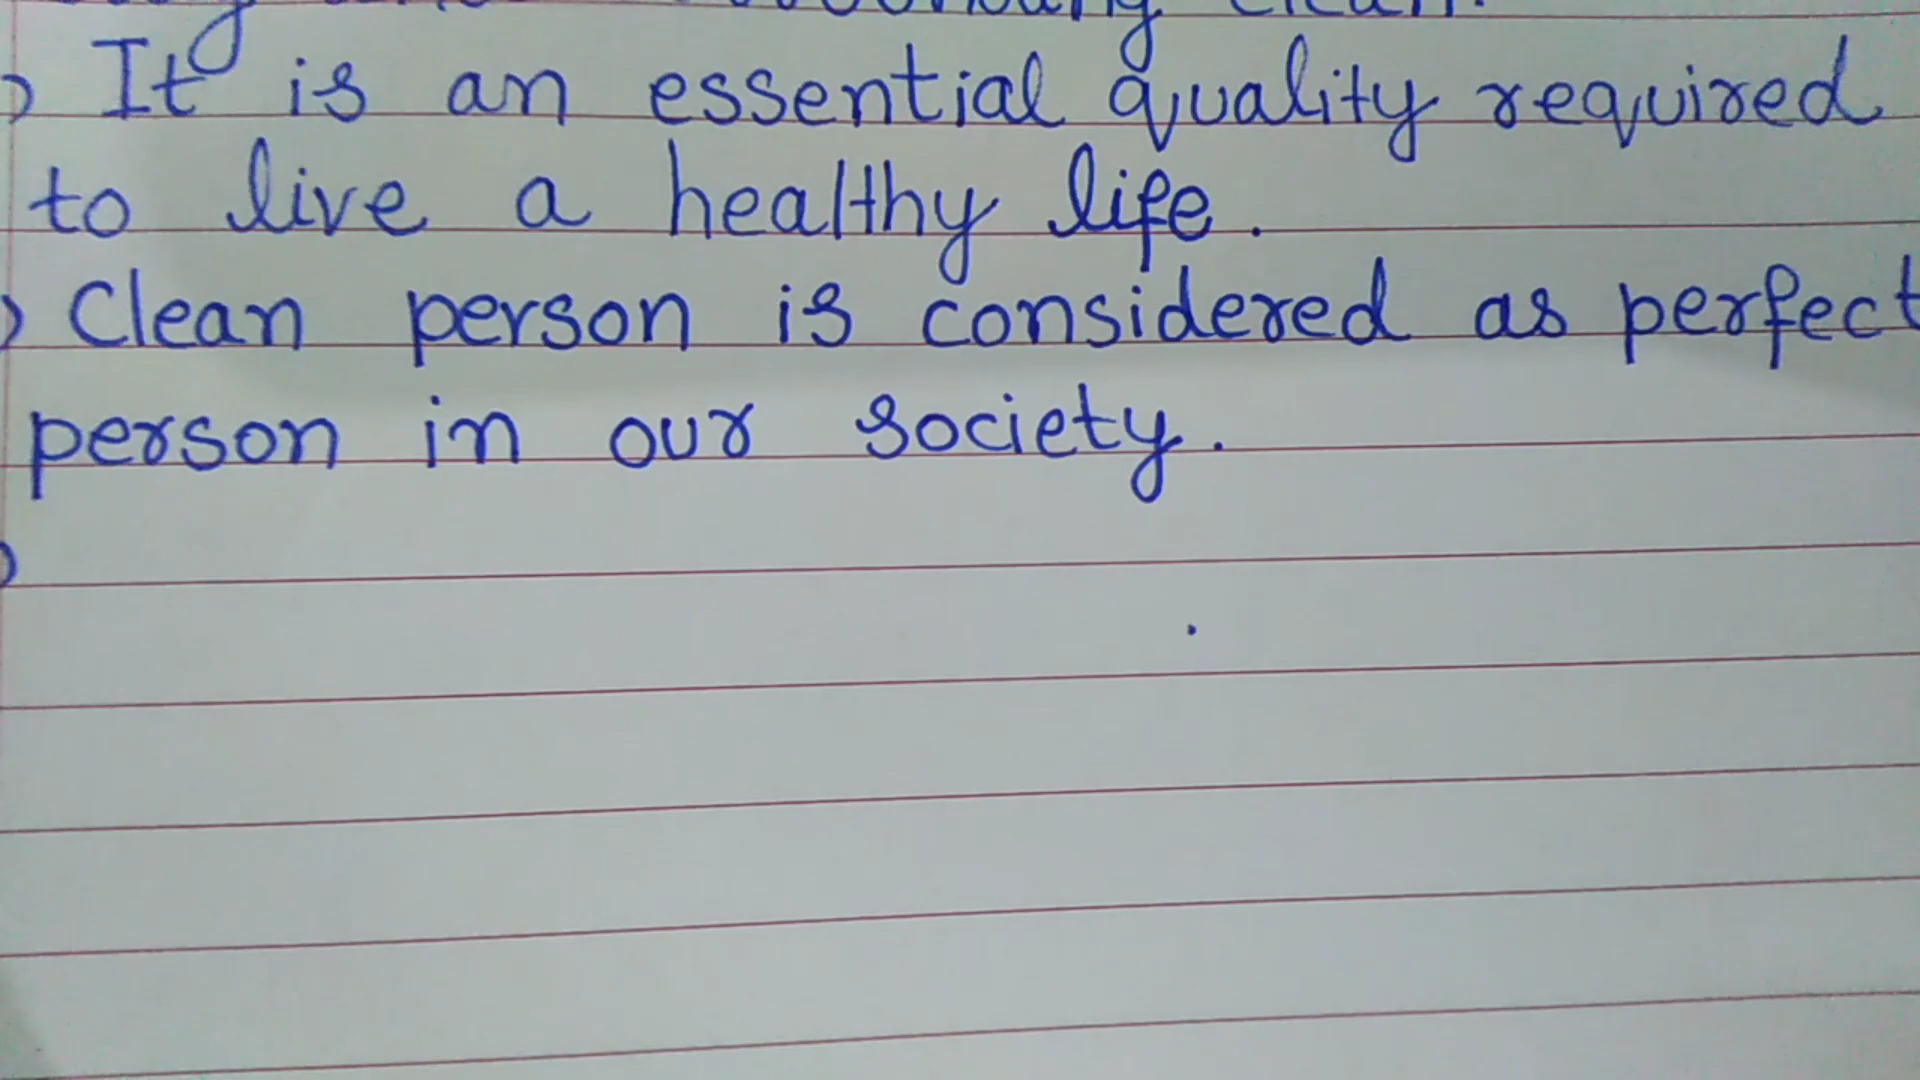 clean.
) It is an essential quality required
to live a healthy life.
) Clean person is considered as perfect
person in our society.
)